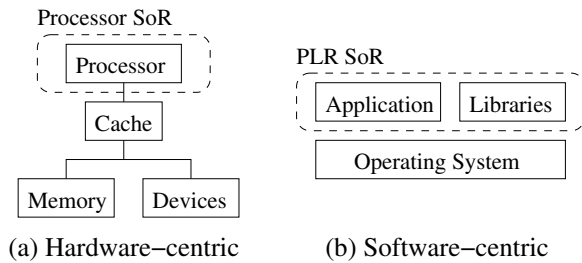 Processor SoR
Processor
Cache
Memory
Devices
(a) Hardware−centric
PLR SoR
Application
Libraries
Operating System
(b) Software−centric